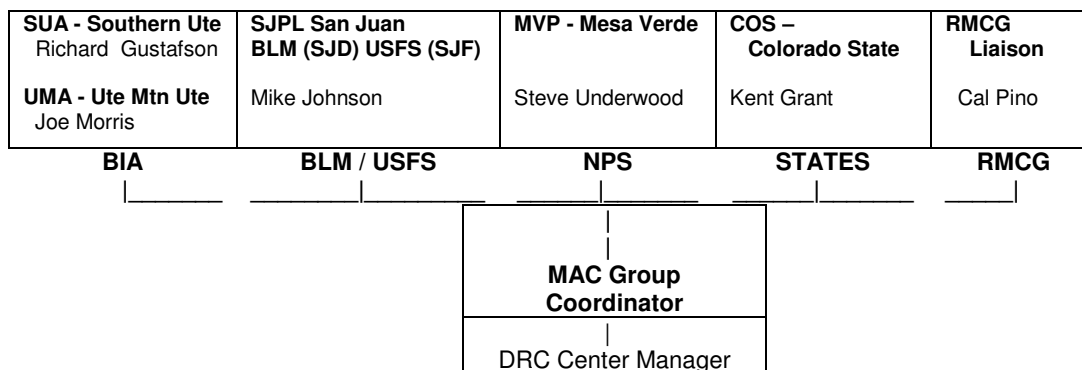 SUA - Southern Ute
Richard Gustafson
UMA - Ute Mtn Ute
Joe Morris
SJPL San Juan
BLM (SJD) USFS (SJF)
Mike Johnson
MVP - Mesa Verde
Steve Underwood
COS –
Colorado State
Kent Grant
RMCG
Liaison
Cal Pino
BIA
BLM / USFS
NPS
STATES
RMCG
MAC Group
Coordinator
DRC Center Manager